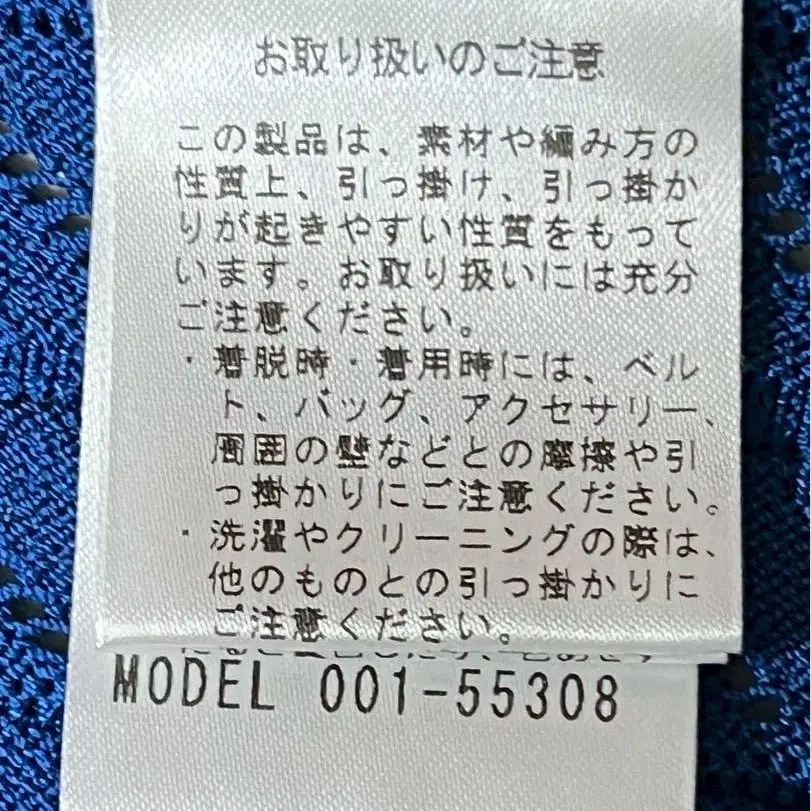 お取り扱いのご注意
この製品は、素材や編み方の
性質上、引っ掛け、引っ掛か
りが起きやすい性質をもって
います。お取り扱いには充分
ご注意ください。
・着脱時・着用時には、ベル
ト、バッグ、アクセサリー、
周囲の壁などとの摩擦や引
っ掛かりにご注意ください。
・洗濯やクリーニングの際は、
他のものとの引っ掛かりに
ご注意ください。
MODEL 001-55308